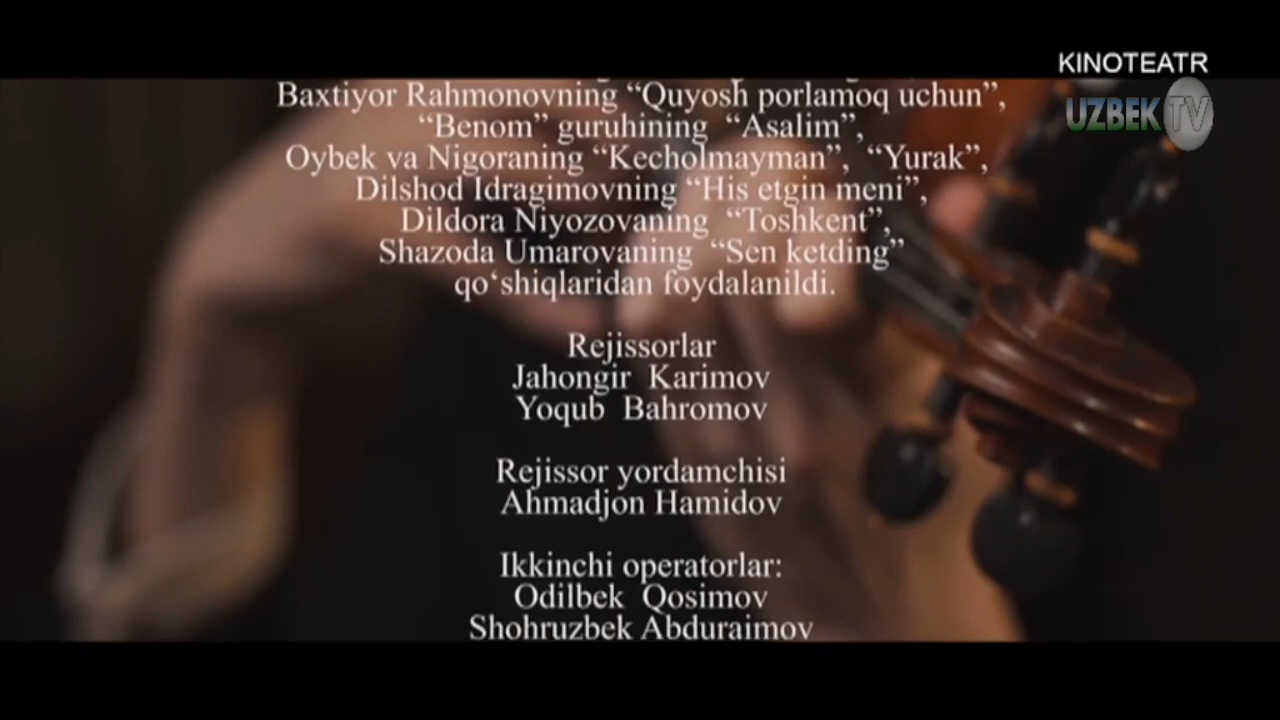 KINOTEATR
UZBEK TV
Baxtiyor Rahmonovning “Quyosh porlamoq uchun”,
“Benom” guruhining “Asalim”,
Oybek va Nigoraning “Kecholmayman”, “Yurak”,
Dilshod Idragimovning “His etgin meni”,
Dildora Niyozovaning “Toshkent”,
Shazoda Umarovaning “Sen ketding”
qo‘shiqlaridan foydalanildi.
Rejissorlar
Jahongir Karimov
Yoqub Bahromov
Rejissor yordamchisi
Ahmadjon Hamidov
Ikkinchi operatorlar:
Odilbek Qosimov
Shohruzbek Abduraimov